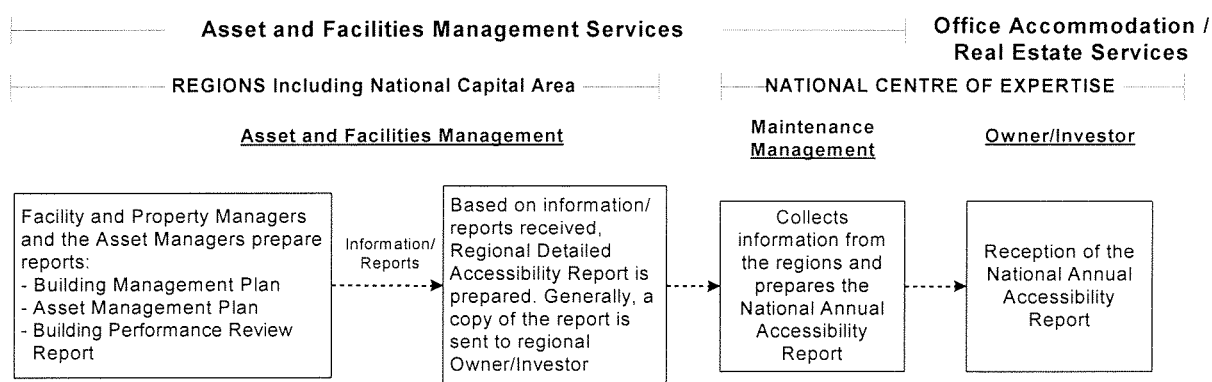 Asset and Facilities Management Services
Office Accommodation /
Real Estate Services
REGIONS Including National Capital Area
NATIONAL CENTRE OF EXPERTISE
Asset and Facilities Management
Maintenance
Management
Owner/Investor
Facility and Property Managers
and the Asset Managers prepare
reports:
- Building Management Plan
- Asset Management Plan
- Building Performance Review
Report
Information/
Reports
Based on information/
reports received,
Regional Detailed
Accessibility Report is
prepared. Generally, a
copy of the report is
sent to regional
Owner/Investor
Collects
information from
the regions and
prepares the
National Annual
Accessibility
Report
Reception of the
National Annual
Accessibility
Report